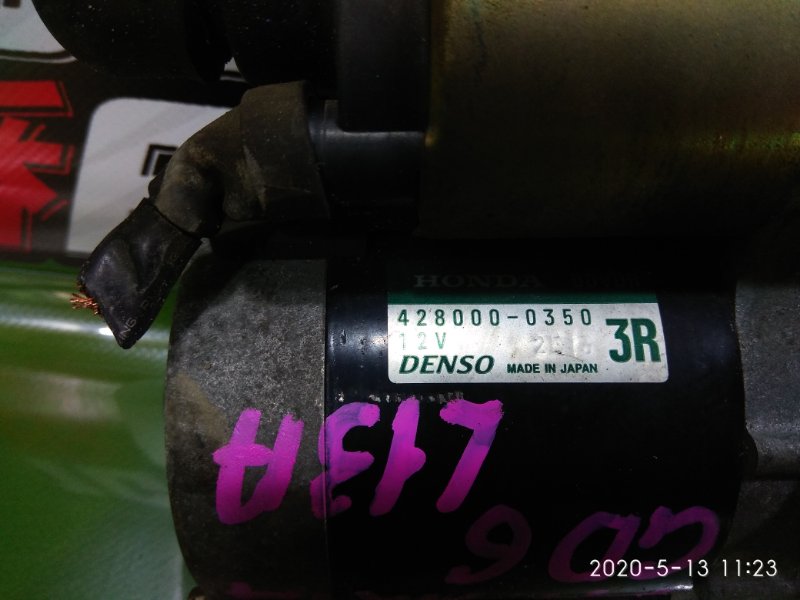 HONDA
428000-0350
12V
3R
DENSO MADE IN JAPAN
L13A
GD6
2020-5-13 11:23